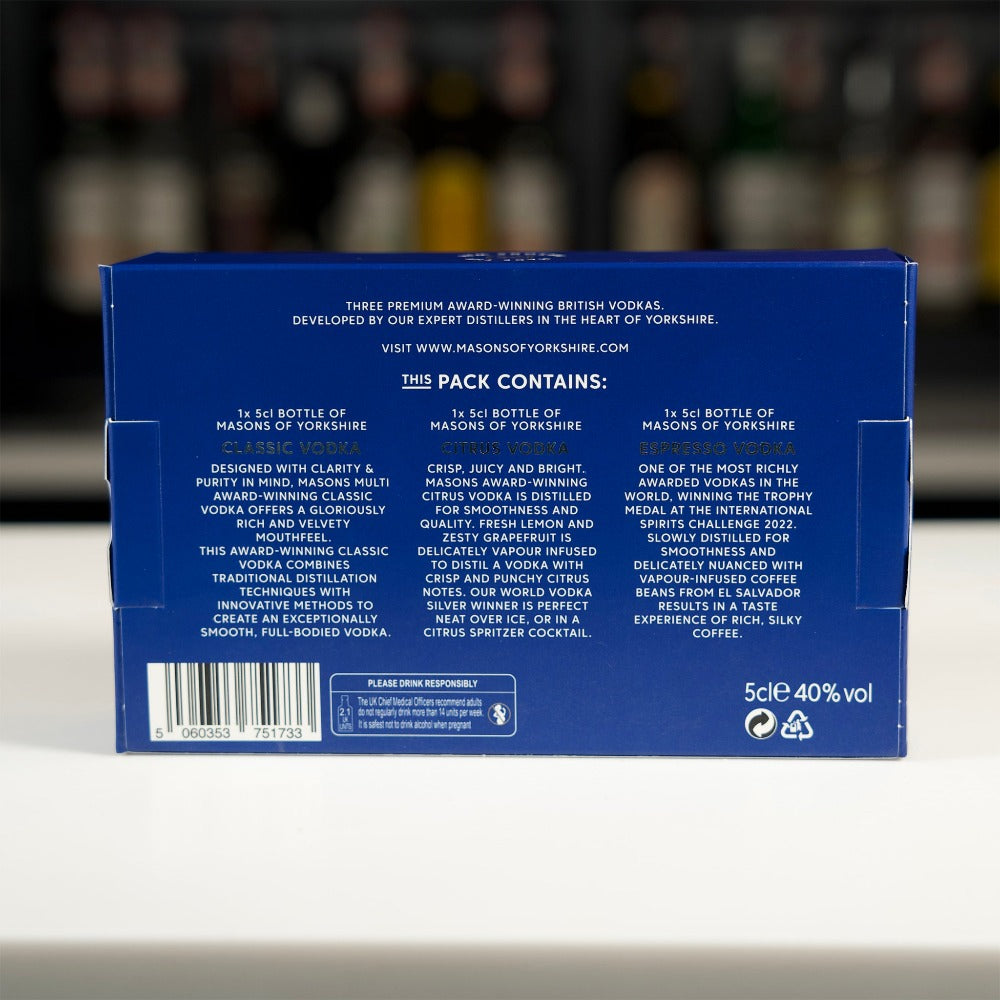 THREE PREMIUM AWARD-WINNING BRITISH VODKAS.
DEVELOPED BY OUR EXPERT DISTILLERS IN THE HEART OF YORKSHIRE.
VISIT WWW.MASONSOFYORKSHIRE.COM
THIS PACK CONTAINS:
1x 5cl BOTTLE OF
MASONS OF YORKSHIRE
CLASSIC VODKA
DESIGNED WITH CLARITY &
PURITY IN MIND, MASONS MULTI
AWARD-WINNING CLASSIC
VODKA OFFERS A GLORIOUSLY
RICH AND VELVETY
MOUTHFEEL.
THIS AWARD-WINNING CLASSIC
VODKA COMBINES
TRADITIONAL DISTILLATION
TECHNIQUES WITH
INNOVATIVE METHODS TO
CREATE AN EXCEPTIONALLY
SMOOTH, FULL-BODIED VODKA.
1x 5cl BOTTLE OF
MASONS OF YORKSHIRE
CITRUS VODKA
CRISP, JUICY AND BRIGHT.
MASONS AWARD-WINNING
CITRUS VODKA IS DISTILLED
FOR SMOOTHNESS AND
QUALITY. FRESH LEMON AND
ZESTY GRAPEFRUIT IS
DELICATELY VAPOUR INFUSED
TO DISTIL A VODKA WITH
CRISP AND PUNCHY CITRUS
NOTES. OUR WORLD VODKA
SILVER WINNER IS PERFECT
NEAT OVER ICE, OR IN A
CITRUS SPRITZER COCKTAIL.
1x 5cl BOTTLE OF
MASONS OF YORKSHIRE
ESPRESSO VODKA
ONE OF THE MOST RICHLY
AWARDED VODKAS IN THE
WORLD, WINNING THE TROPHY
MEDAL AT THE INTERNATIONAL
SPIRITS CHALLENGE 2022.
SLOWLY DISTILLED FOR
SMOOTHNESS AND
DELICATELY NUANCED WITH
VAPOUR-INFUSED COFFEE
BEANS FROM EL SALVADOR
RESULTS IN A TASTE
EXPERIENCE OF RICH, SILKY
COFFEE.
5 060353 751733
PLEASE DRINK RESPONSIBLY
2.1
UK
UNITS
The UK Chief Medical Officers recommend adults
do not regularly drink more than 14 units per week.
It is safest not to drink alcohol when pregnant
5cl e 40% vol